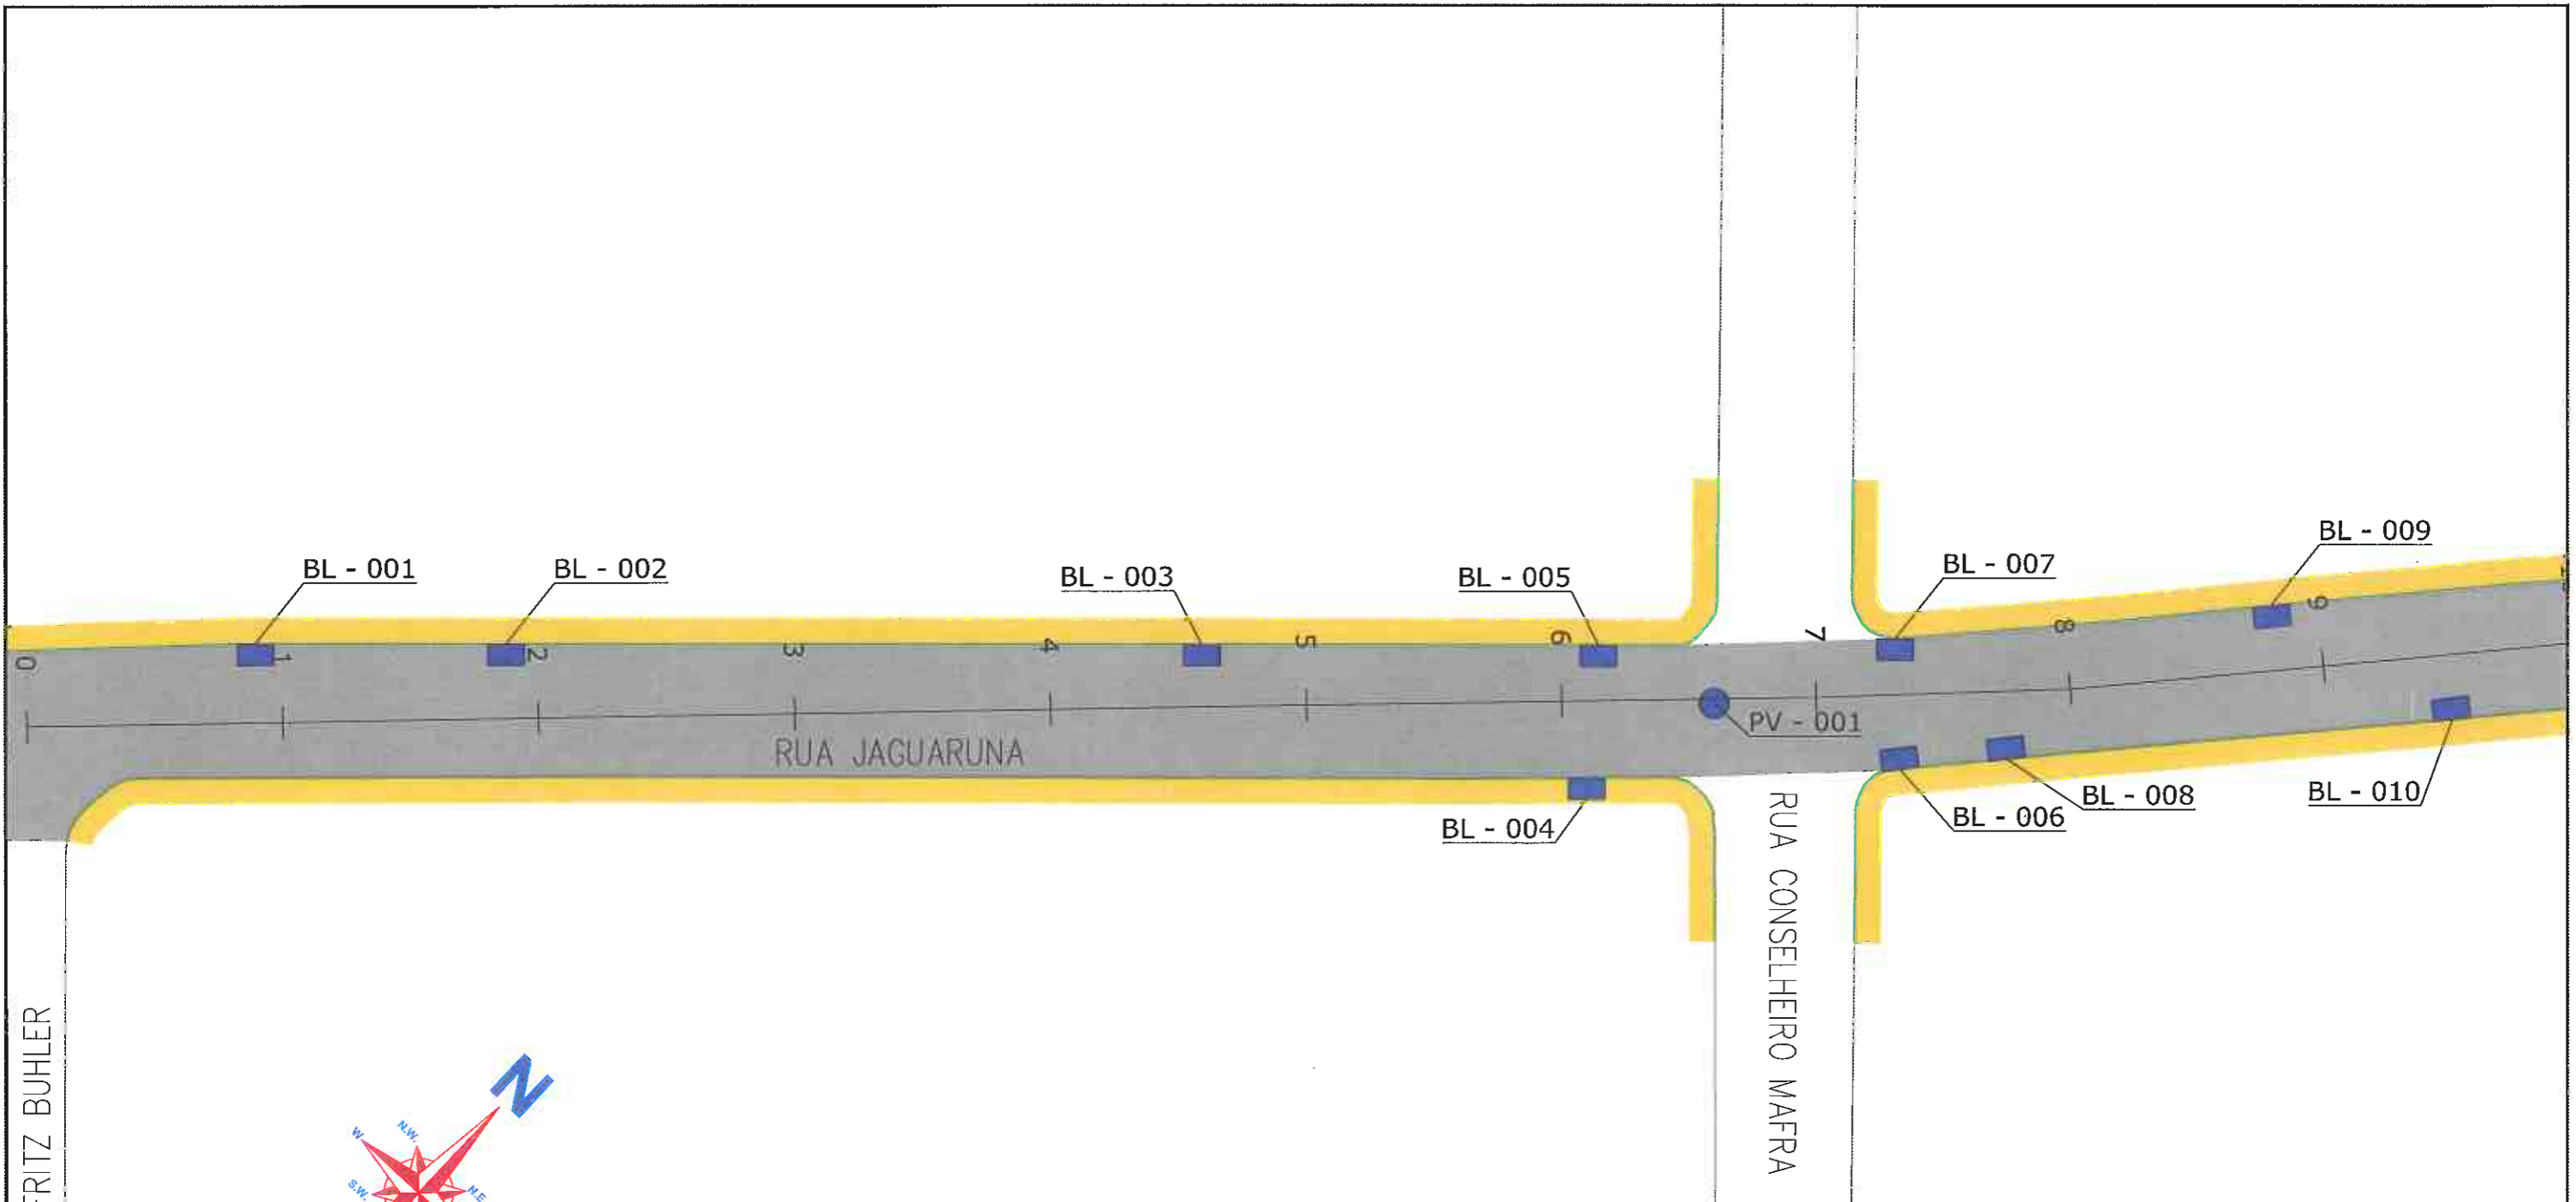 BL - 009
BL - 007
BL - 001
BL - 002
BL - 003
BL - 005
0
1
2
3
4
5
6
7
8
9
PV - 001
RUA JAGUARUNA
BL - 004
BL - 006
BL - 008
BL - 010
RUA CONSELHEIRO MAFRA
FRITZ BUHLER
N
W
N.W.
S.W.
N.E